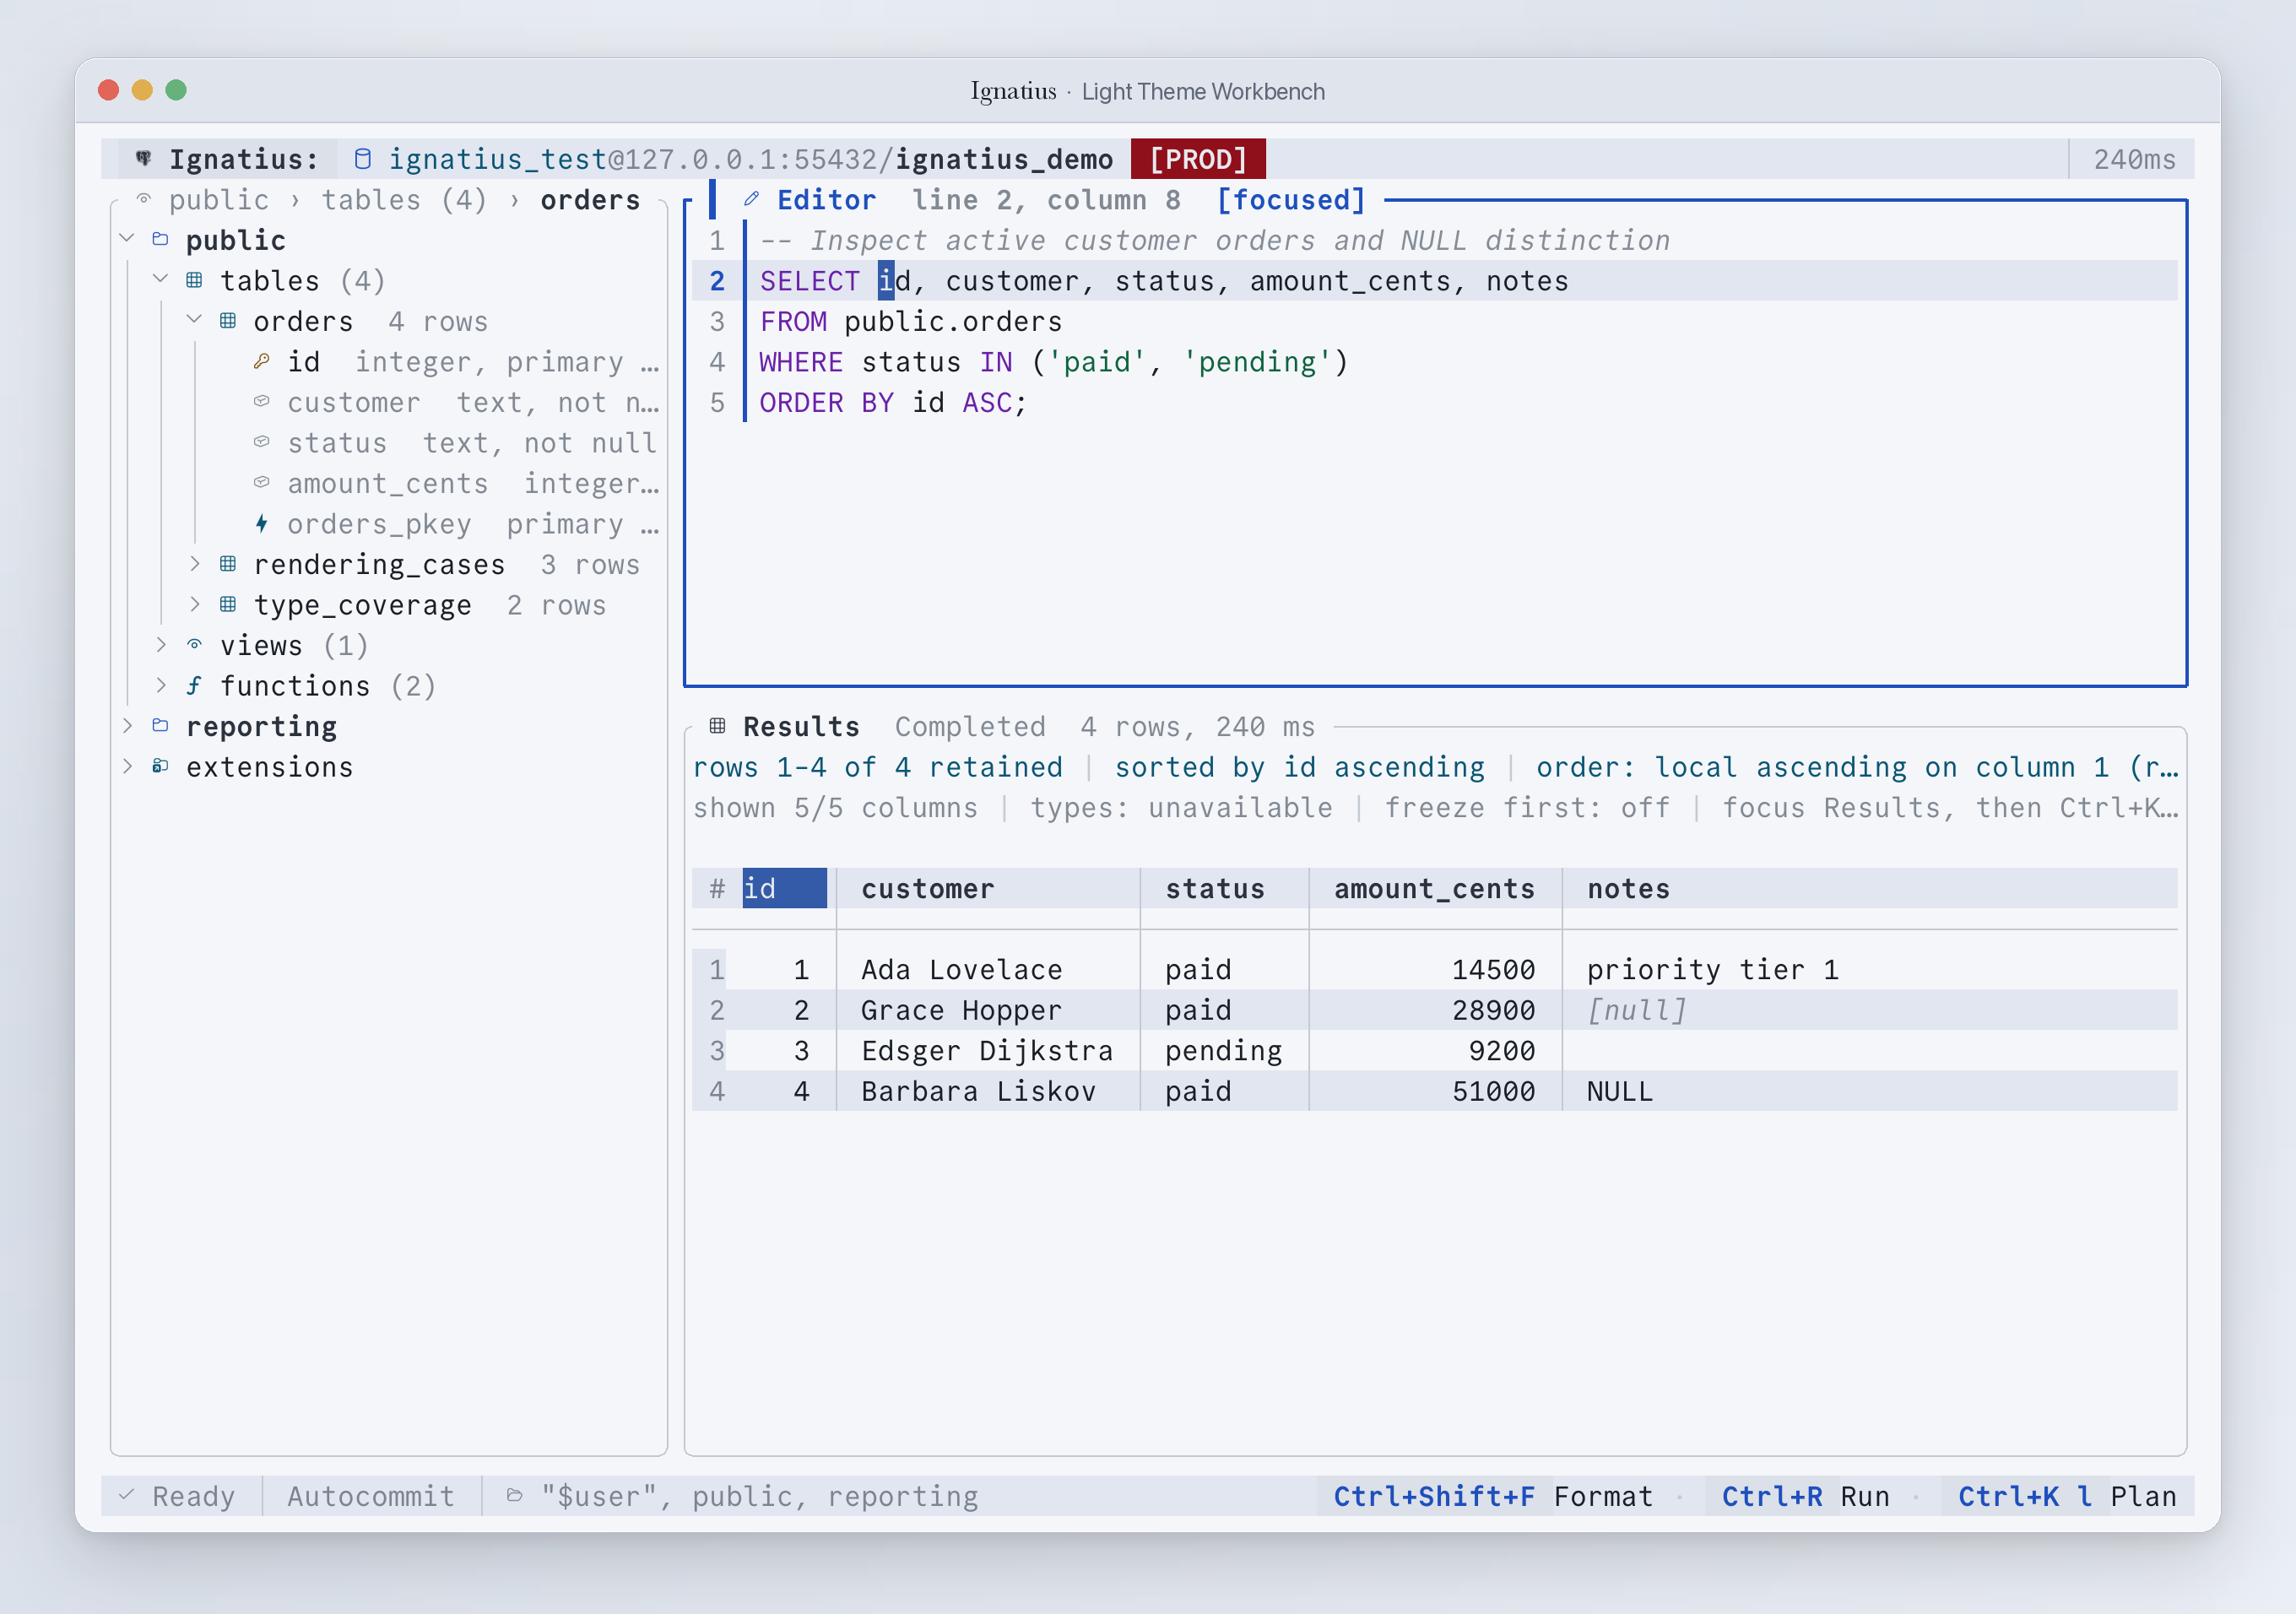 Ignatius · Light Theme Workbench
Ignatius: ignatius_test@127.0.0.1:55432/ignatius_demo [PROD] 240ms
public › tables (4) › orders
public
tables (4)
orders 4 rows
id integer, primary …
customer text, not n…
status text, not null
amount_cents integer…
orders_pkey primary …
rendering_cases 3 rows
type_coverage 2 rows
views (1)
functions (2)
reporting
extensions
Editor line 2, column 8 [focused]
1 -- Inspect active customer orders and NULL distinction
2 SELECT id, customer, status, amount_cents, notes
3 FROM public.orders
4 WHERE status IN ('paid', 'pending')
5 ORDER BY id ASC;
Results Completed 4 rows, 240 ms
rows 1–4 of 4 retained | sorted by id ascending | order: local ascending on column 1 (r…
shown 5/5 columns | types: unavailable | freeze first: off | focus Results, then Ctrl+K…
# id customer status amount_cents notes
1 1 Ada Lovelace paid 14500 priority tier 1
2 2 Grace Hopper paid 28900 [null]
3 3 Edsger Dijkstra pending 9200
4 4 Barbara Liskov paid 51000 NULL
Ready Autocommit "$user", public, reporting Ctrl+Shift+F Format · Ctrl+R Run · Ctrl+K l Plan